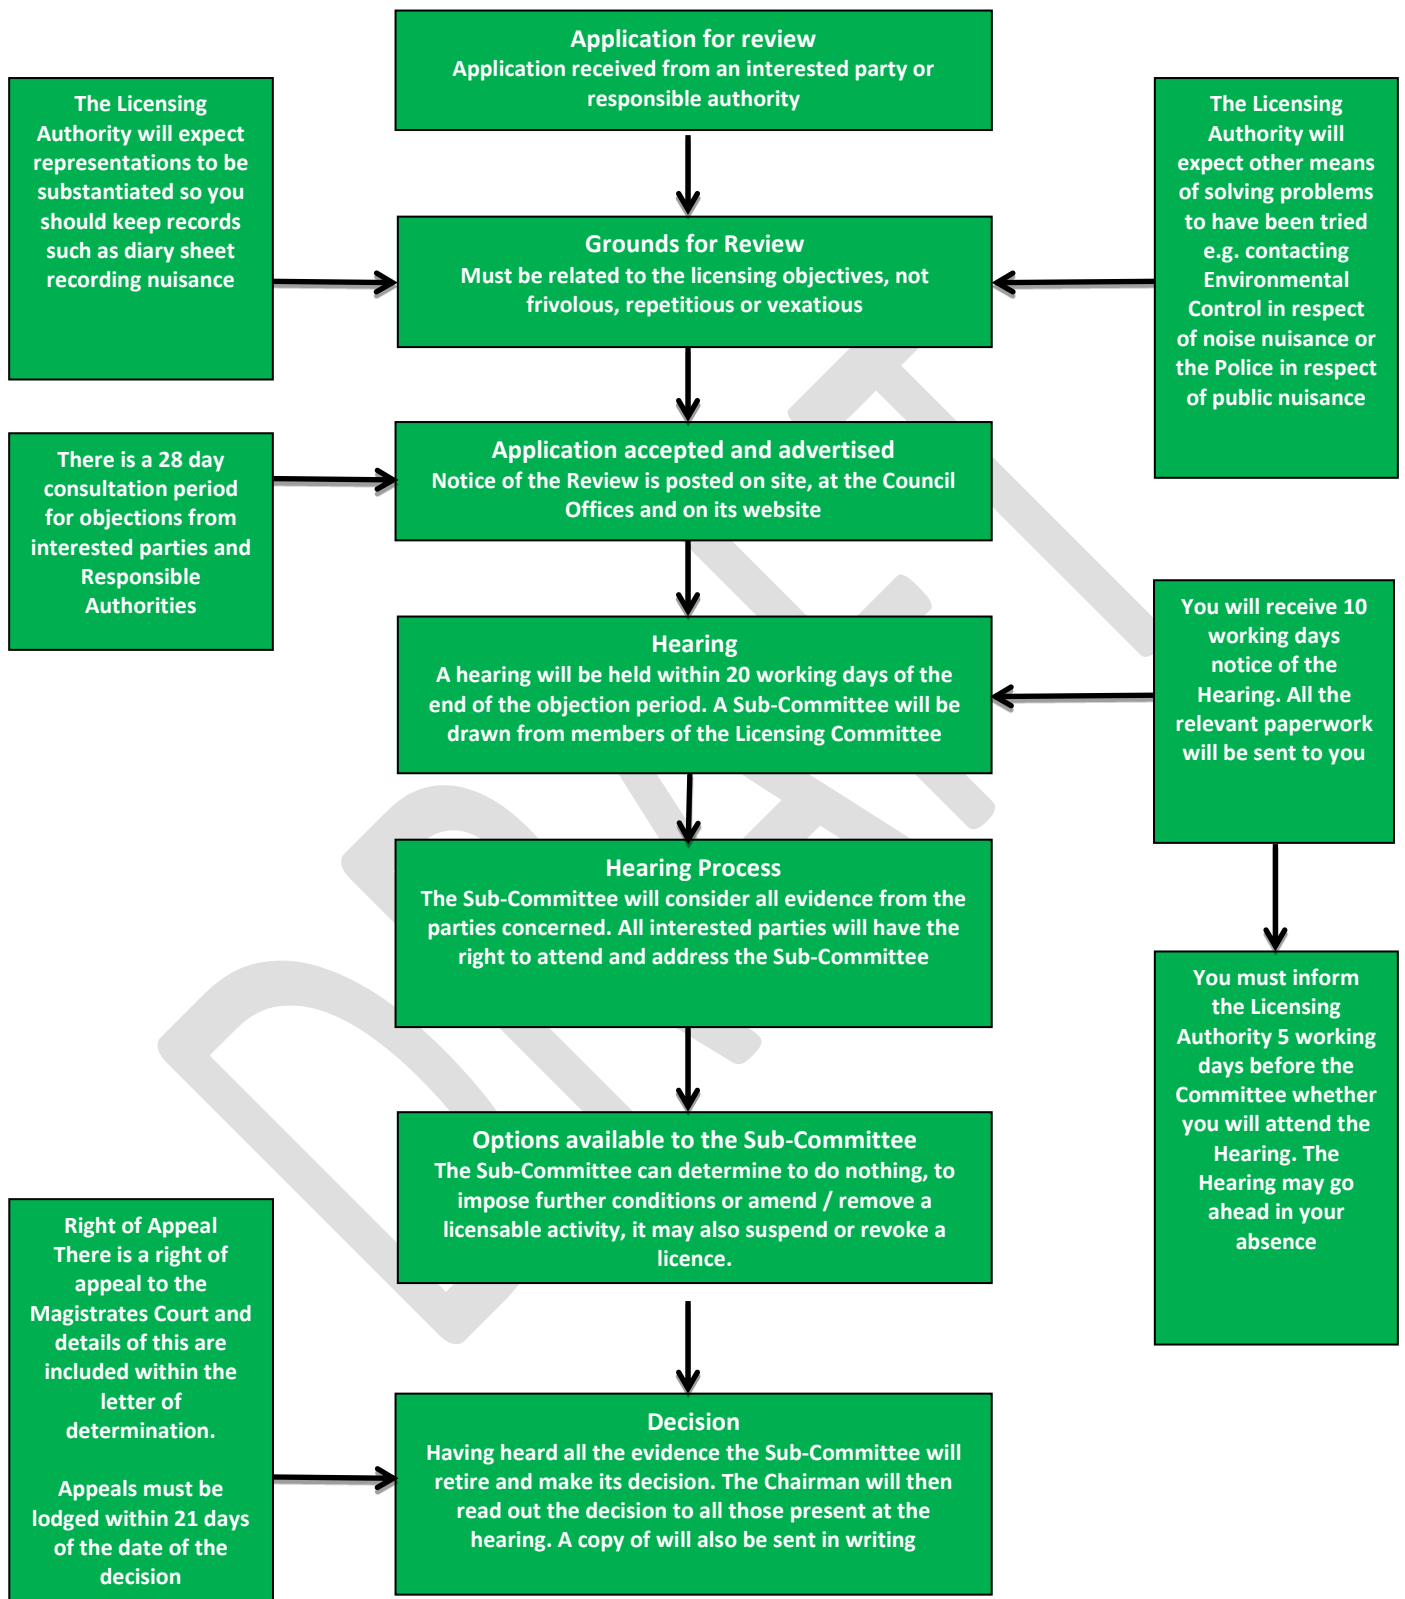 Application for review
Application received from an interested party or
responsible authority
The Licensing
Authority will expect
representations to be
substantiated so you
should keep records
such as diary sheet
recording nuisance
The Licensing
Authority will
expect other means
of solving problems
to have been tried
e.g. contacting
Environmental
Control in respect
of noise nuisance or
the Police in respect
of public nuisance
Grounds for Review
Must be related to the licensing objectives, not
frivolous, repetitious or vexatious
Application accepted and advertised
Notice of the Review is posted on site, at the Council
Offices and on its website
There is a 28 day
consultation period
for objections from
interested parties and
Responsible
Authorities
Hearing
A hearing will be held within 20 working days of the
end of the objection period. A Sub-Committee will be
drawn from members of the Licensing Committee
You will receive 10
working days
notice of the
Hearing. All the
relevant paperwork
will be sent to you
Hearing Process
The Sub-Committee will consider all evidence from the
parties concerned. All interested parties will have the
right to attend and address the Sub-Committee
You must inform
the Licensing
Authority 5 working
days before the
Committee whether
you will attend the
Hearing. The
Hearing may go
ahead in your
absence
Options available to the Sub-Committee
The Sub-Committee can determine to do nothing, to
impose further conditions or amend / remove a
licensable activity, it may also suspend or revoke a
licence.
Right of Appeal
There is a right of
appeal to the
Magistrates Court and
details of this are
included within the
letter of
determination.
Appeals must be
lodged within 21 days
of the date of the
decision
Decision
Having heard all the evidence the Sub-Committee will
retire and make its decision. The Chairman will then
read out the decision to all those present at the
hearing. A copy of will also be sent in writing
DRAFT